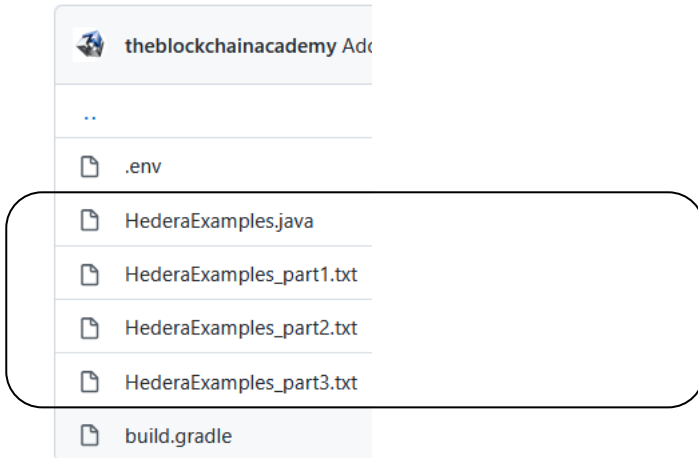 theblockchainacademy
..
.env
HederaExamples.java
HederaExamples_part1.txt
HederaExamples_part2.txt
HederaExamples_part3.txt
build.gradle